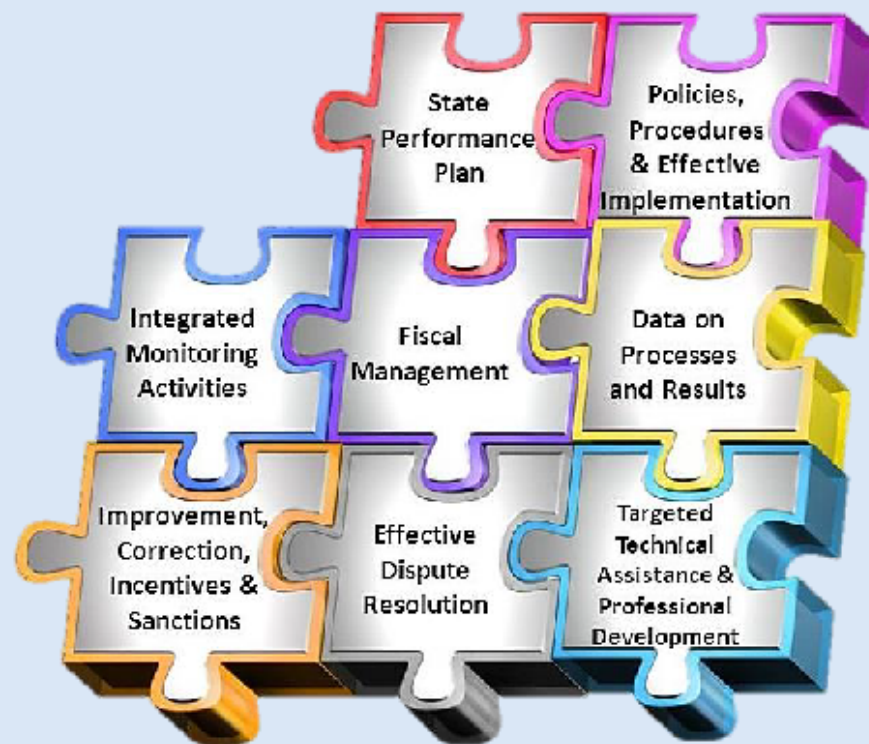 State
Performance
Plan
Policies,
Procedures
& Effective
Implementation
Integrated
Monitoring
Activities
Fiscal
Management
Data on
Processes
and Results
Improvement,
Correction,
Incentives &
Sanctions
Effective
Dispute
Resolution
Targeted
Technical
Assistance &
Professional
Development